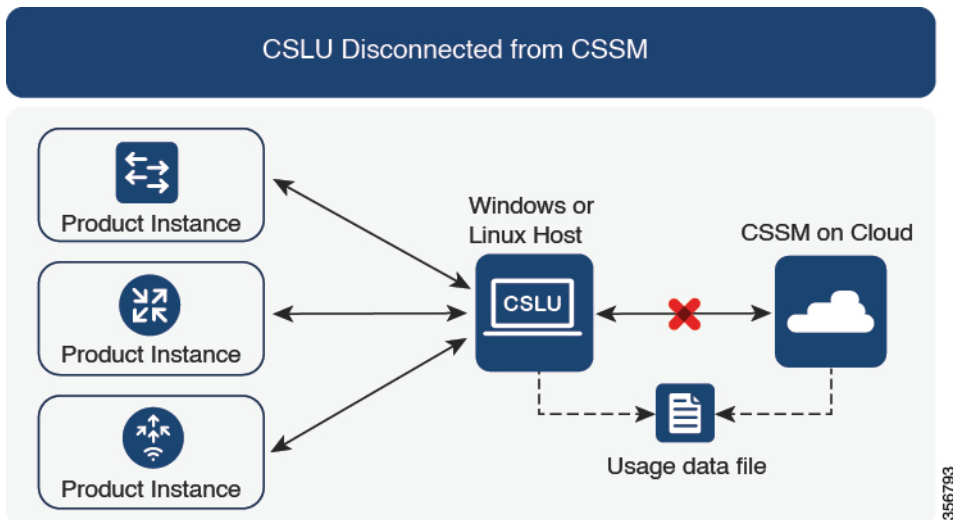 CSLU Disconnected from CSSM
Product Instance
Product Instance
Product Instance
Windows or
Linux Host
CSLU
CSSM on Cloud
Usage data file
356793